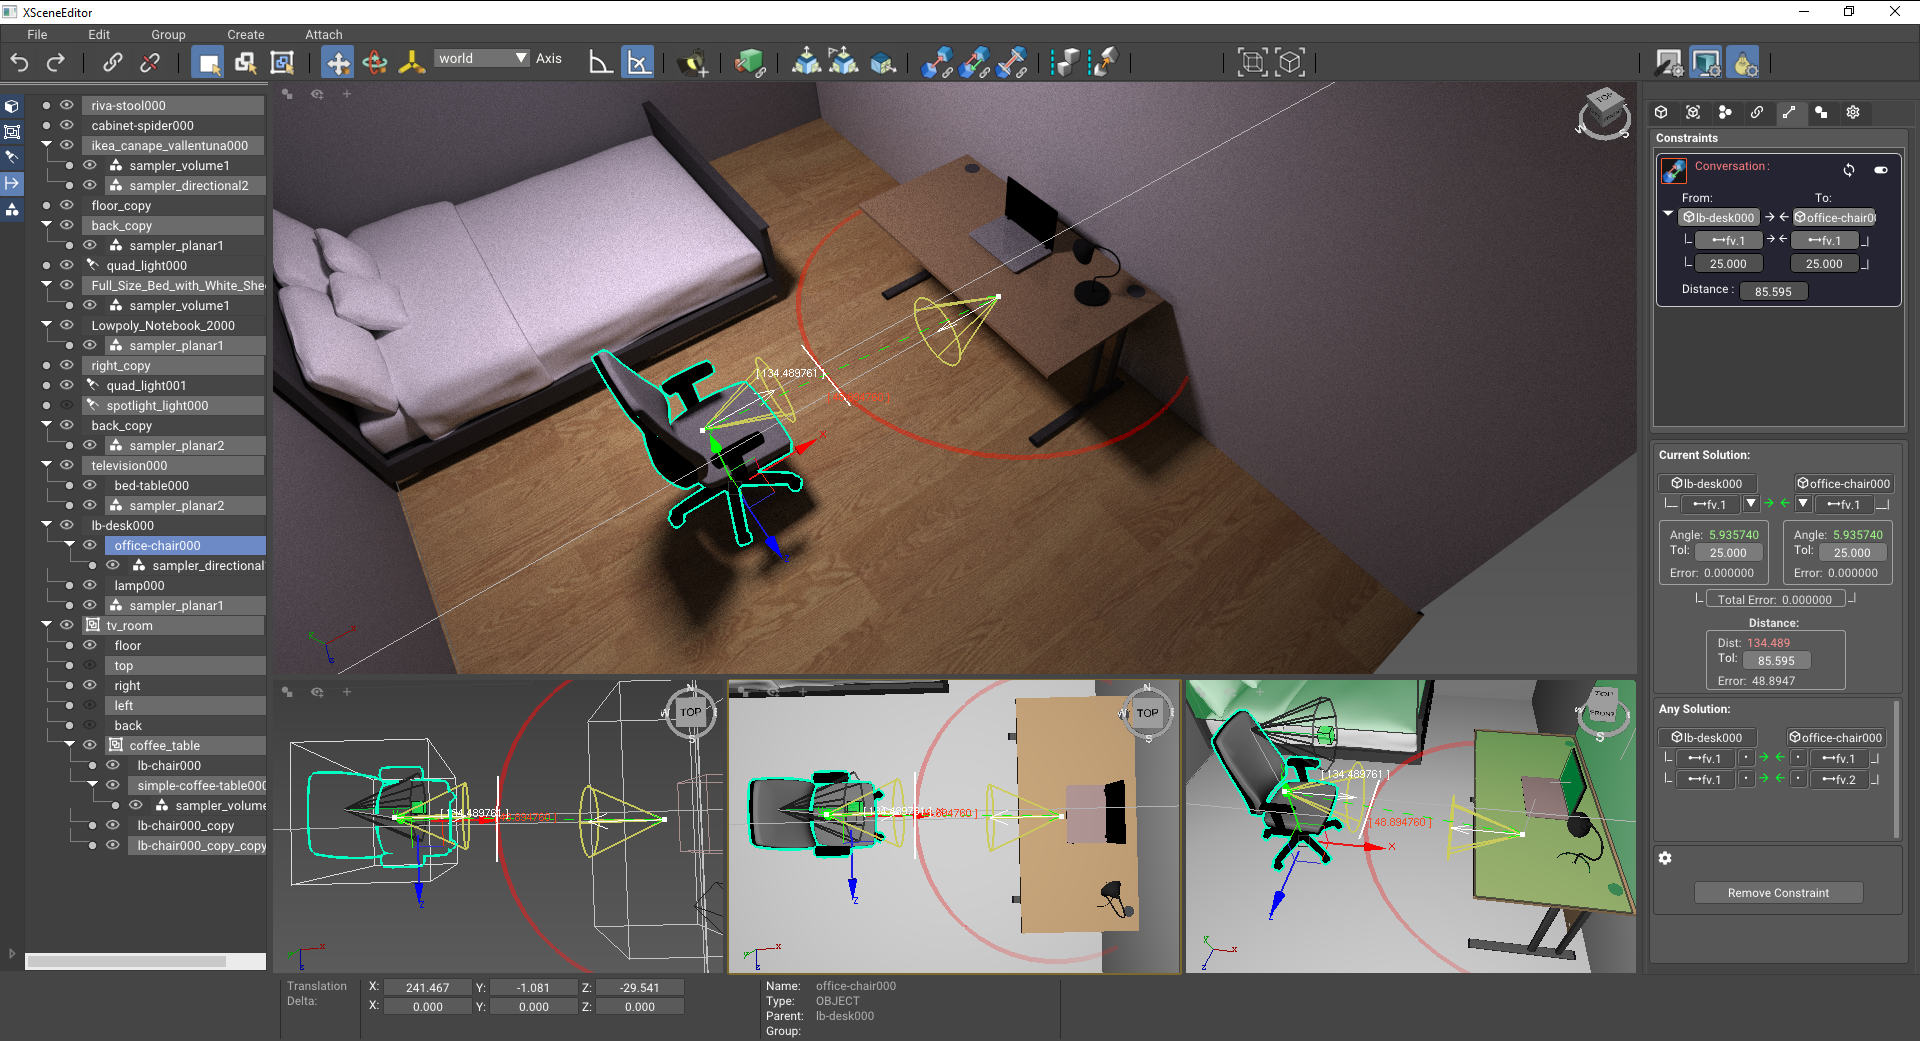 XSceneEditor
File Edit Group Create Attach
world Axis
riva-stool000
cabinet-spider000
ikea_canape_vallentuna000
sampler_volume1
sampler_directional2
floor_copy
back_copy
sampler_planar1
quad_light000
Full_Size_Bed_with_White_She
sampler_volume1
Lowpoly_Notebook_2000
sampler_planar1
right_copy
quad_light001
spotlight_light000
back_copy
sampler_planar2
television000
bed-table000
sampler_planar2
lb-desk000
office-chair000
sampler_directional
lamp000
sampler_planar1
tv_room
floor
top
right
left
back
coffee_table
lb-chair000
simple-coffee-table000
sampler_volume
lb-chair000_copy
lb-chair000_copy_copy
TOP
W S
[134.489761]
X
N
W TOP
S
[134.489761]
Z
N
W TOP
S
[134.489761]
Z
TOP
FRONT
S
[134.489761]
[48.894760]
X
Z
Constraints
Conversation:
From: To:
lb-desk000 office-chair0
fv.1 fv.1
25.000 25.000
Distance : 85.595
Current Solution:
lb-desk000 office-chair000
fv.1 fv.1
Angle: 5.935740 Angle: 5.935740
Tol: 25.000 Tol: 25.000
Error: 0.000000 Error: 0.000000
Total Error: 0.000000
Distance:
Dist: 134.489
Tol: 85.595
Error: 48.8947
Any Solution:
lb-desk000 office-chair000
fv.1 fv.1
fv.1 fv.2
Remove Constraint
Translation X: 241.467 Y: -1.081 Z: -29.541
Delta: X: 0.000 Y: 0.000 Z: 0.000
Name: office-chair000
Type: OBJECT
Parent: lb-desk000
Group: